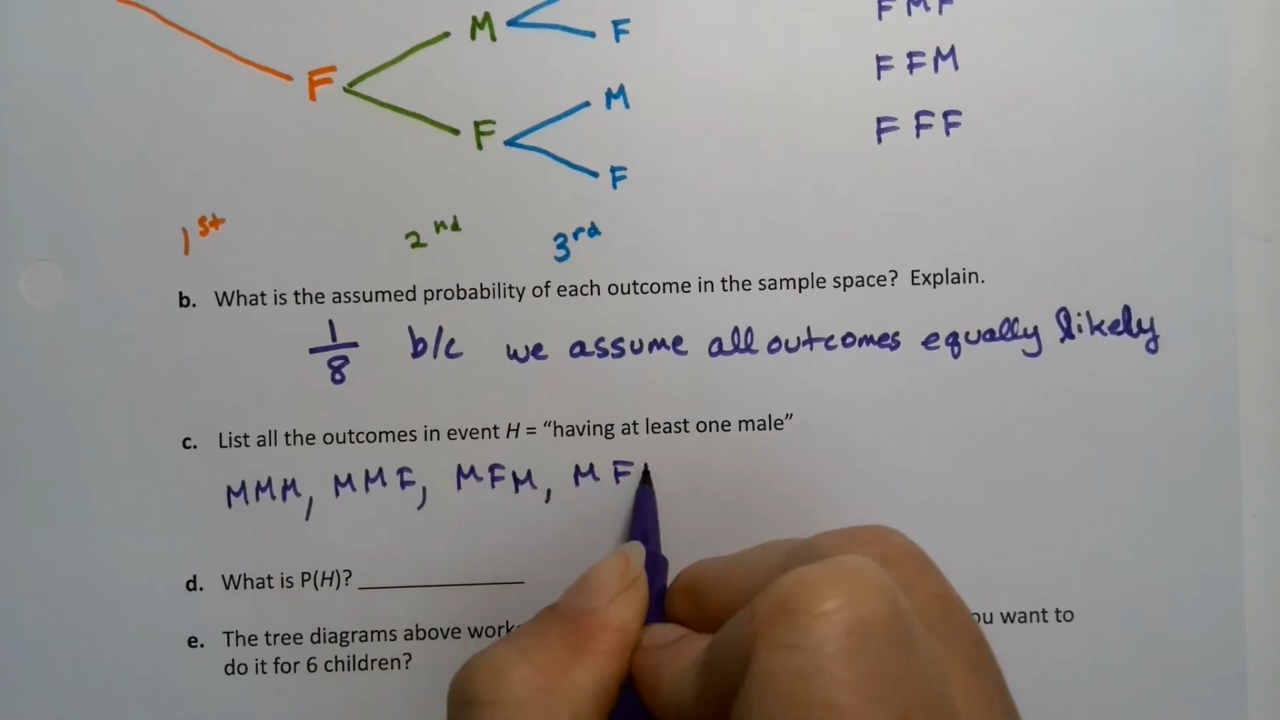 F M F
M
F
F F M
F
M
F F F
F
F
1st
2nd
3rd
b. What is the assumed probability of each outcome in the sample space? Explain.
1/8 b/c we assume all outcomes equally likely
c. List all the outcomes in event H = “having at least one male”
MMM, MMF, MFM, MF
d. What is P(H)? ______________
e. The tree diagrams above work ou want to
do it for 6 children?